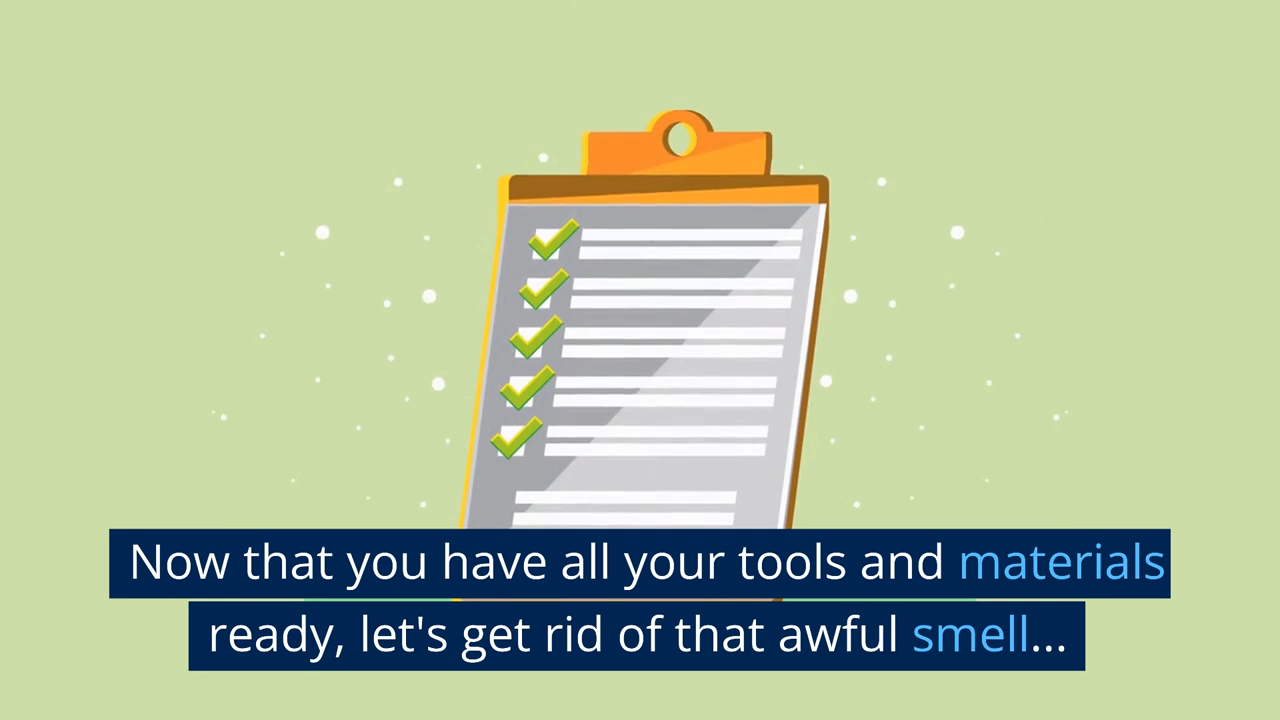 Now that you have all your tools and materials
ready, let's get rid of that awful smell...